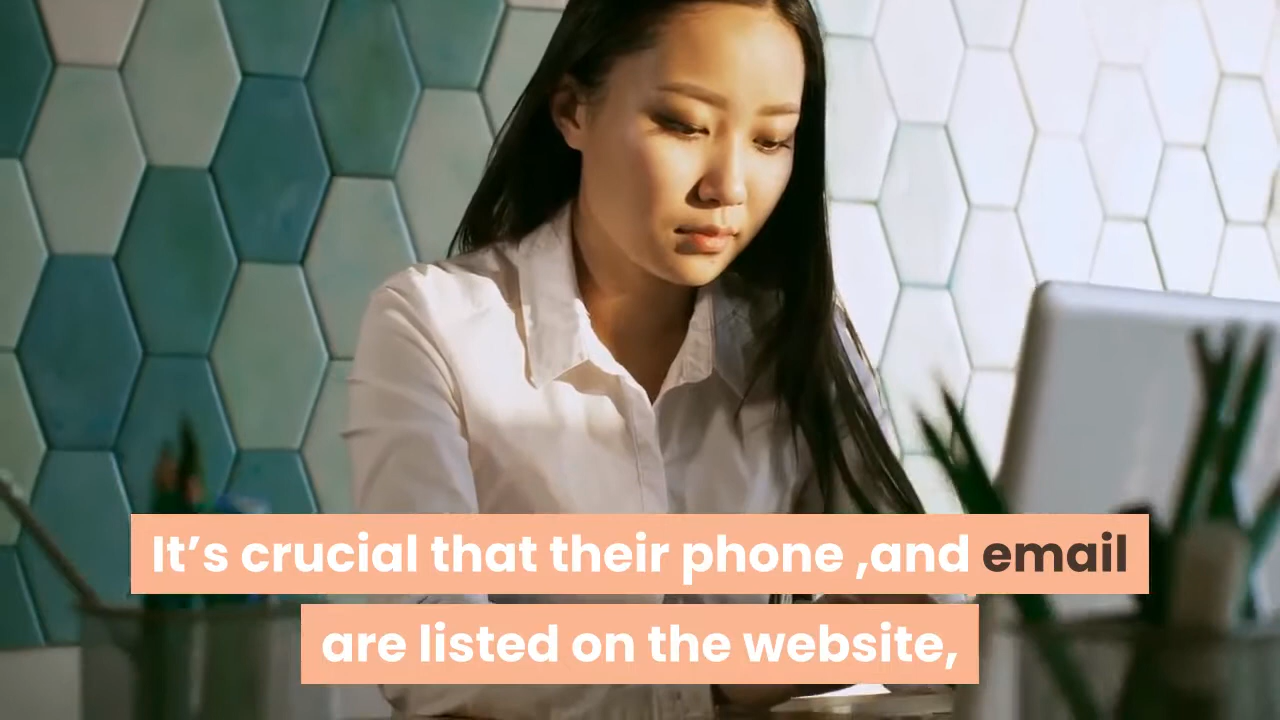 It’s crucial that their phone ,and email
are listed on the website,